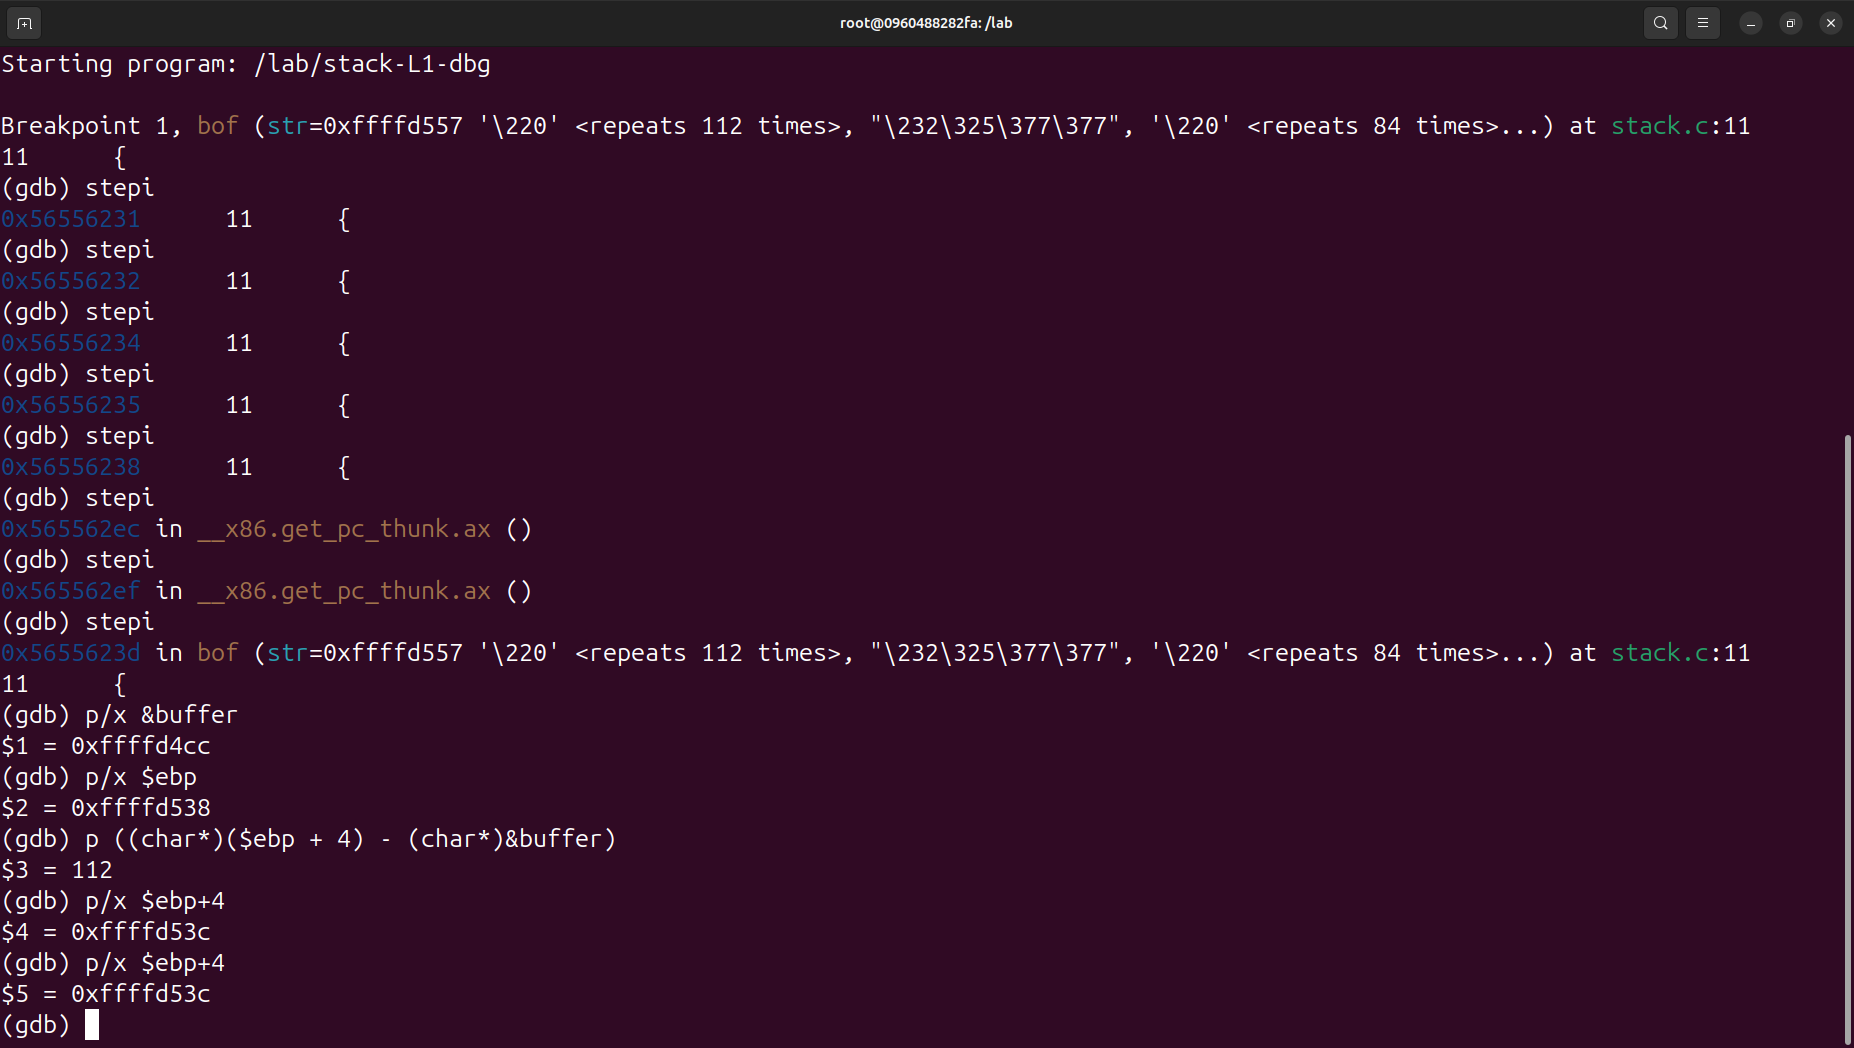 root@0960488282fa: /lab
Starting program: /lab/stack-L1-dbg
Breakpoint 1, bof (str=0xffffd557 '\220' <repeats 112 times>, "\232\325\377\377", '\220' <repeats 84 times>...) at stack.c:11
11      {
(gdb) stepi
0x56556231      11      {
(gdb) stepi
0x56556232      11      {
(gdb) stepi
0x56556234      11      {
(gdb) stepi
0x56556235      11      {
(gdb) stepi
0x56556238      11      {
(gdb) stepi
0x565562ec in __x86.get_pc_thunk.ax ()
(gdb) stepi
0x565562ef in __x86.get_pc_thunk.ax ()
(gdb) stepi
0x5655623d in bof (str=0xffffd557 '\220' <repeats 112 times>, "\232\325\377\377", '\220' <repeats 84 times>...) at stack.c:11
11      {
(gdb) p/x &buffer
$1 = 0xffffd4cc
(gdb) p/x $ebp
$2 = 0xffffd538
(gdb) p ((char*)($ebp + 4) - (char*)&buffer)
$3 = 112
(gdb) p/x $ebp+4
$4 = 0xffffd53c
(gdb) p/x $ebp+4
$5 = 0xffffd53c
(gdb)